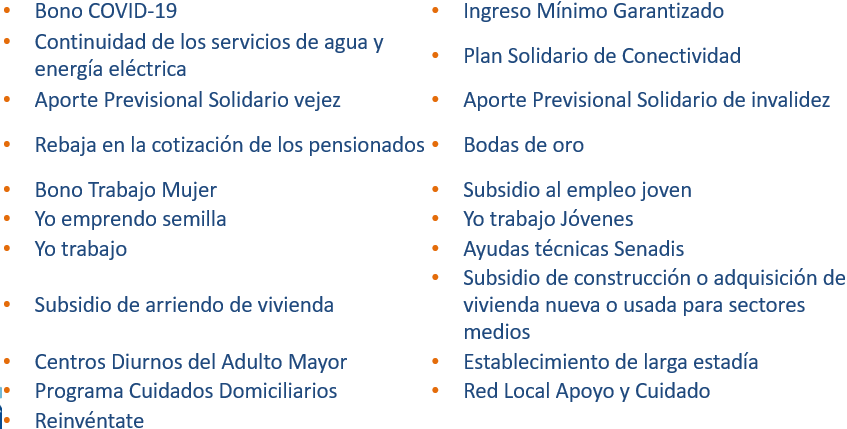 • Bono COVID-19
• Ingreso Mínimo Garantizado
• Continuidad de los servicios de agua y
energía eléctrica
• Plan Solidario de Conectividad
• Aporte Previsional Solidario vejez
• Aporte Previsional Solidario de invalidez
• Rebaja en la cotización de los pensionados
• Bodas de oro
• Bono Trabajo Mujer
• Subsidio al empleo joven
• Yo emprendo semilla
• Yo trabajo Jóvenes
• Yo trabajo
• Ayudas técnicas Senadis
• Subsidio de arriendo de vivienda
• Subsidio de construcción o adquisición de
vivienda nueva o usada para sectores
medios
• Centros Diurnos del Adulto Mayor
• Establecimiento de larga estadía
• Programa Cuidados Domiciliarios
• Red Local Apoyo y Cuidado
• Reinvéntate